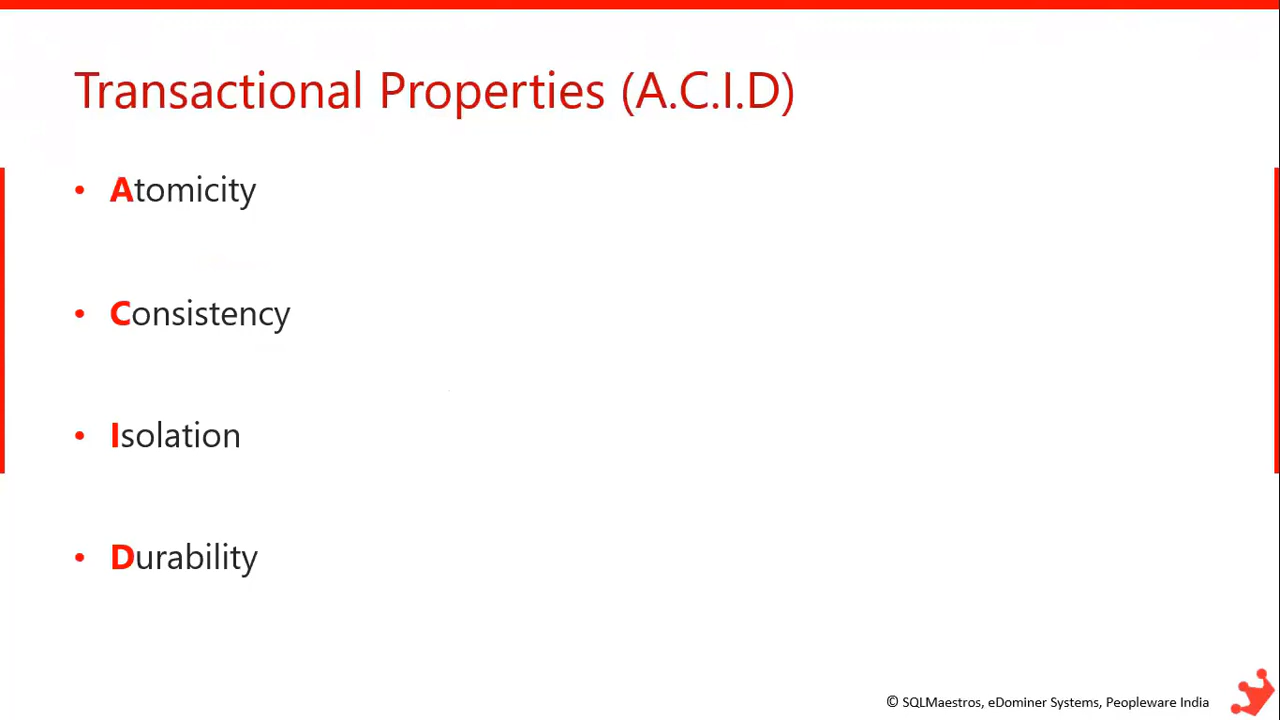 Transactional Properties (A.C.I.D)
• Atomicity
• Consistency
• Isolation
• Durability
© SQLMaestros, eDominer Systems, Peopleware India